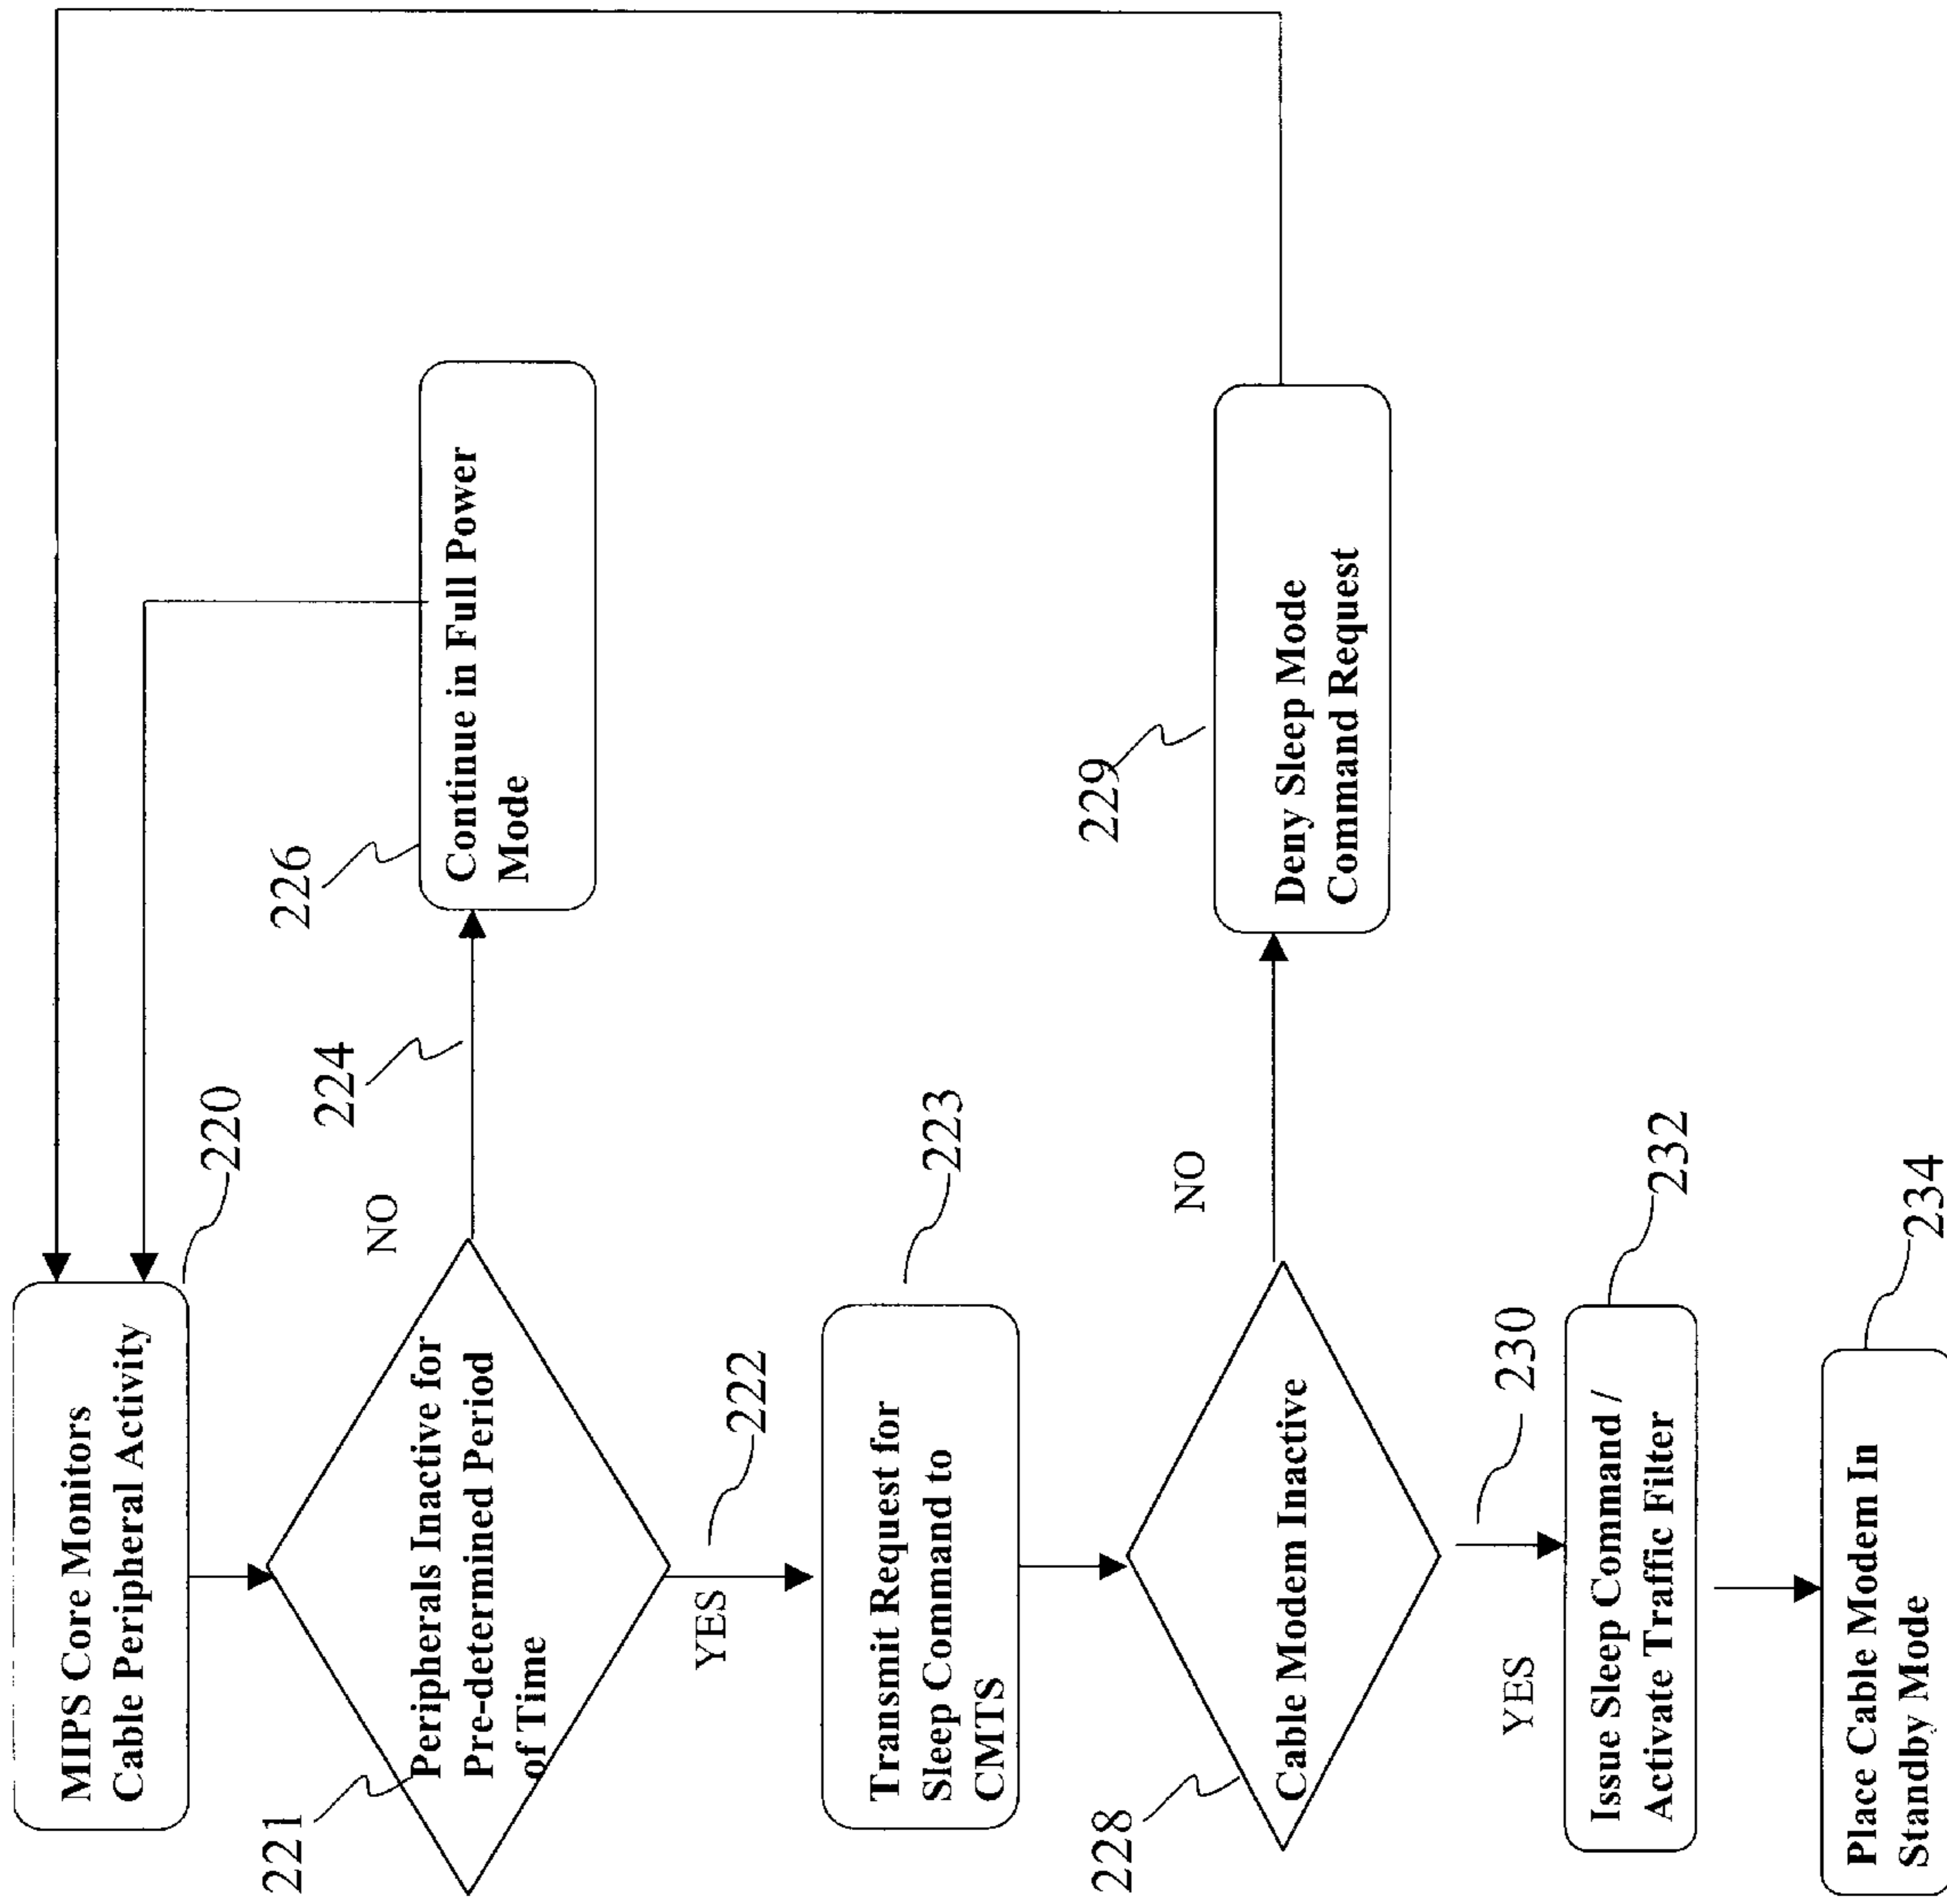 MIPS Core Monitors
Cable Peripheral Activity
220
221
Peripherals Inactive for
Pre-determined Period
of Time
NO
224
226
Continue in Full Power
Mode
YES
222
Transmit Request for
Sleep Command to
CMTS
223
228
Cable Modem Inactive
NO
229
Deny Sleep Mode
Command Request
YES
230
Issue Sleep Command /
Activate Traffic Filter
232
Place Cable Modem In
Standby Mode
234